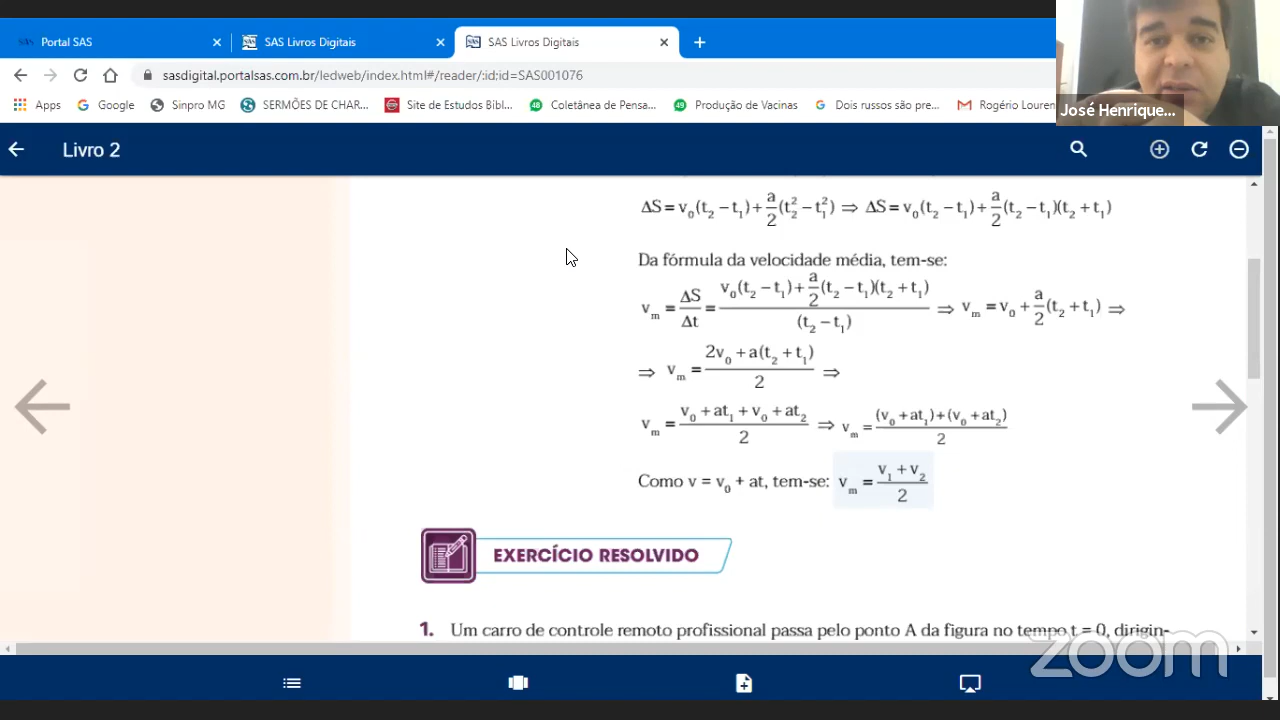 Portal SAS
SAS Livros Digitais
SAS Livros Digitais
sasdigital.portalsas.com.br/ledweb/index.html#/reader/:id:id=SAS001076
Apps Google Sinpro MG SERMÕES DE CHAR... Site de Estudos Bibl... Coletânea de Pensa... Produção de Vacinas Dois russos são pre... Rogério Louren
José Henrique...
Livro 2
ΔS = v₀(t₂ − t₁) + a/2(t₂² − t₁²) ⇒ ΔS = v₀(t₂ − t₁) + a/2(t₂ − t₁)(t₂ + t₁)
Da fórmula da velocidade média, tem-se:
vₘ = ΔS/Δt = (v₀(t₂ − t₁) + a/2(t₂ − t₁)(t₂ + t₁))/(t₂ − t₁) ⇒ vₘ = v₀ + a/2(t₂ + t₁) ⇒
⇒ vₘ = (2v₀ + a(t₂ + t₁))/2 ⇒
vₘ = (v₀ + at₁ + v₀ + at₂)/2 ⇒ vₘ = ((v₀ + at₁) + (v₀ + at₂))/2
Como v = v₀ + at, tem-se: vₘ = (v₁ + v₂)/2
EXERCÍCIO RESOLVIDO
1. Um carro de controle remoto profissional passa pelo ponto A da figura no tempo t = 0, dirigin-
zoom